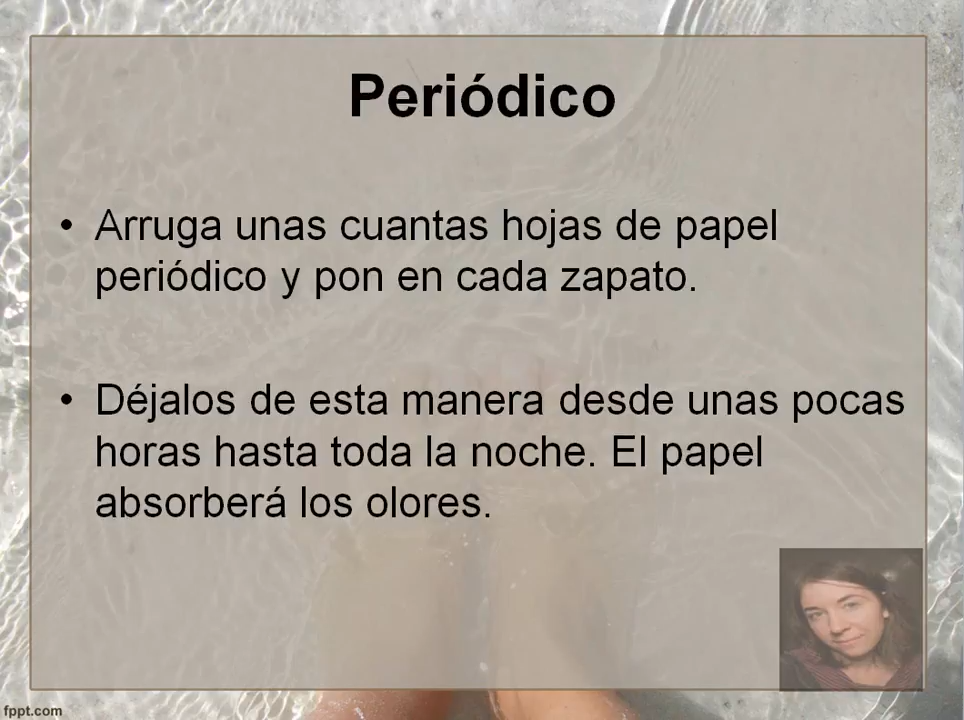 Periódico
• Arruga unas cuantas hojas de papel
periódico y pon en cada zapato.
• Déjalos de esta manera desde unas pocas
horas hasta toda la noche. El papel
absorberá los olores.
fppt.com